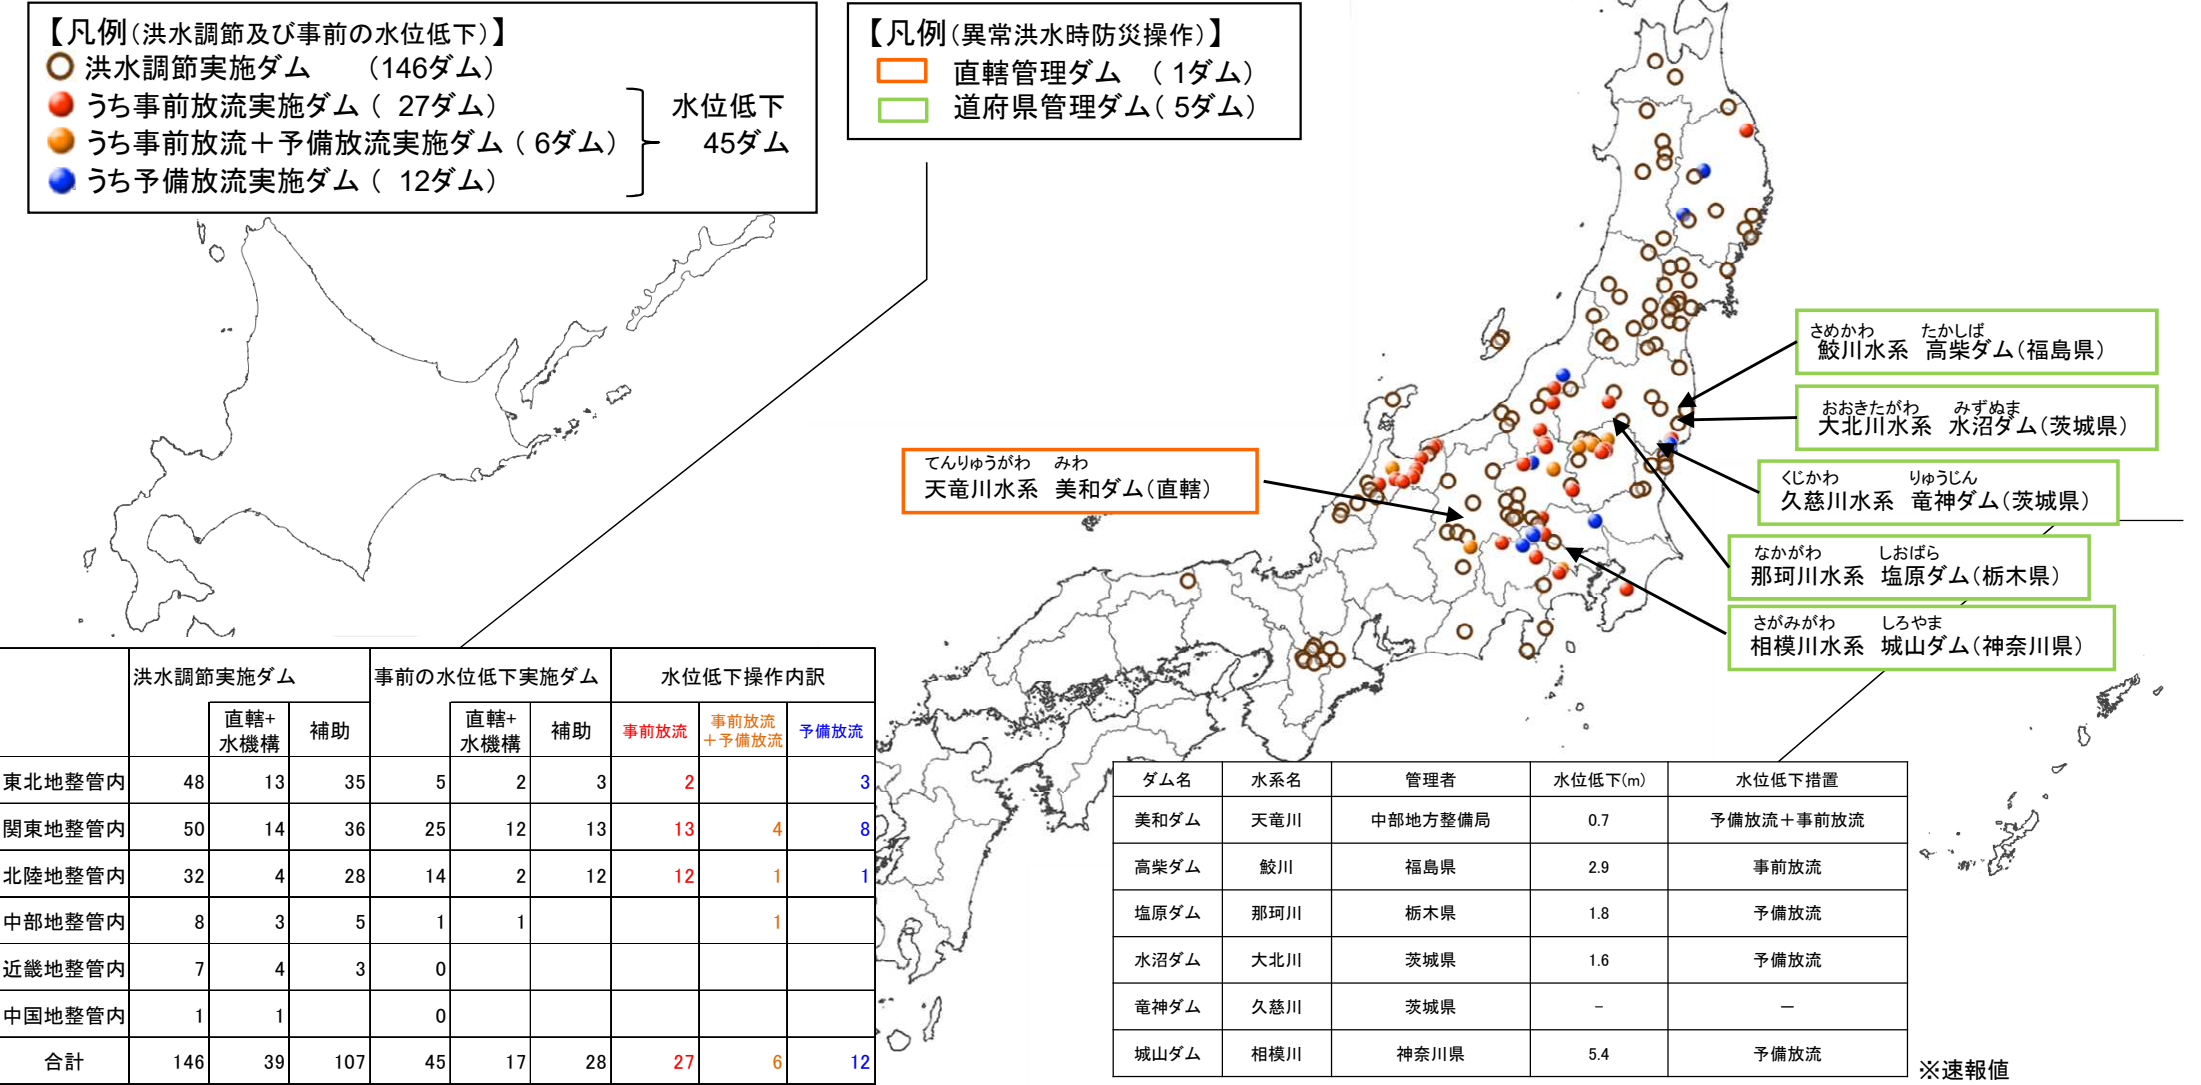 【凡例(洪水調節及び事前の水位低下)】
洪水調節実施ダム （146ダム）
うち事前放流実施ダム（ 27ダム）
うち事前放流＋予備放流実施ダム（ 6ダム）
うち予備放流実施ダム（ 12ダム）
水位低下
45ダム
【凡例(異常洪水時防災操作)】
直轄管理ダム （ 1ダム）
道府県管理ダム（ 5ダム）
さめかわ たかしば
鮫川水系 高柴ダム（福島県）
おおきたがわ みずぬま
大北川水系 水沼ダム（茨城県）
てんりゅうがわ みわ
天竜川水系 美和ダム（直轄）
くじかわ りゅうじん
久慈川水系 竜神ダム（茨城県）
なかがわ しおばら
那珂川水系 塩原ダム（栃木県）
さがみがわ しろやま
相模川水系 城山ダム（神奈川県）
洪水調節実施ダム 事前の水位低下実施ダム 水位低下操作内訳
直轄+ 直轄+ 事前放流
水機構 補助 水機構 補助 事前放流 ＋予備放流 予備放流
東北地整管内 48 13 35 5 2 3 2 3
関東地整管内 50 14 36 25 12 13 13 4 8
北陸地整管内 32 4 28 14 2 12 12 1 1
中部地整管内 8 3 5 1 1 1
近畿地整管内 7 4 3 0
中国地整管内 1 1 0
合計 146 39 107 45 17 28 27 6 12
ダム名 水系名 管理者 水位低下(m) 水位低下措置
美和ダム 天竜川 中部地方整備局 0.7 予備放流＋事前放流
高柴ダム 鮫川 福島県 2.9 事前放流
塩原ダム 那珂川 栃木県 1.8 予備放流
水沼ダム 大北川 茨城県 1.6 予備放流
竜神ダム 久慈川 茨城県 － －
城山ダム 相模川 神奈川県 5.4 予備放流
※速報値